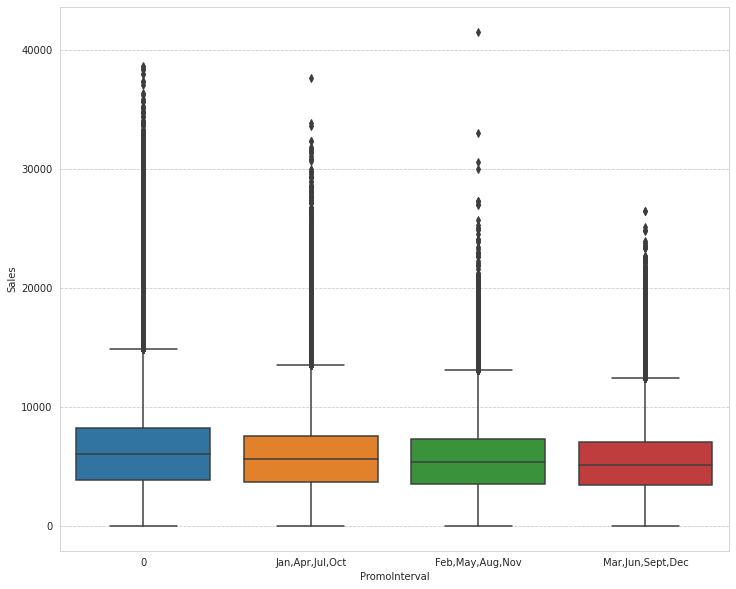 40000
30000
20000
10000
0
Sales
0 Jan,Apr,Jul,Oct Feb,May,Aug,Nov Mar,Jun,Sept,Dec
PromoInterval